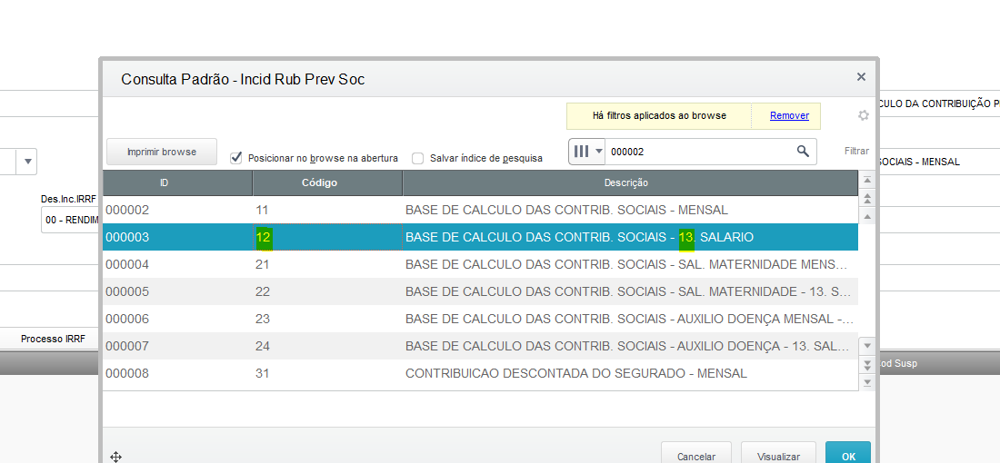 Consulta Padrão - Incid Rub Prev Soc
Há filtros aplicados ao browse Remover
CULO DA CONTRIBUIÇÃO P
Imprimir browse Posicionar no browse na abertura Salvar índice de pesquisa 000002 Filtrar
SOCIAIS - MENSAL
ID Código Descrição
Des.Inc.IRRF
000002 11 BASE DE CALCULO DAS CONTRIB. SOCIAIS - MENSAL
00 - RENDIM
000003 12 BASE DE CALCULO DAS CONTRIB. SOCIAIS - 13. SALARIO
000004 21 BASE DE CALCULO DAS CONTRIB. SOCIAIS - SAL. MATERNIDADE MENS...
000005 22 BASE DE CALCULO DAS CONTRIB. SOCIAIS - SAL. MATERNIDADE - 13. S...
000006 23 BASE DE CALCULO DAS CONTRIB. SOCIAIS - AUXILIO DOENÇA MENSAL -...
Processo IRRF
000007 24 BASE DE CALCULO DAS CONTRIB. SOCIAIS - AUXILIO DOENÇA - 13. SAL...
od Susp
000008 31 CONTRIBUICAO DESCONTADA DO SEGURADO - MENSAL
Cancelar Visualizar OK